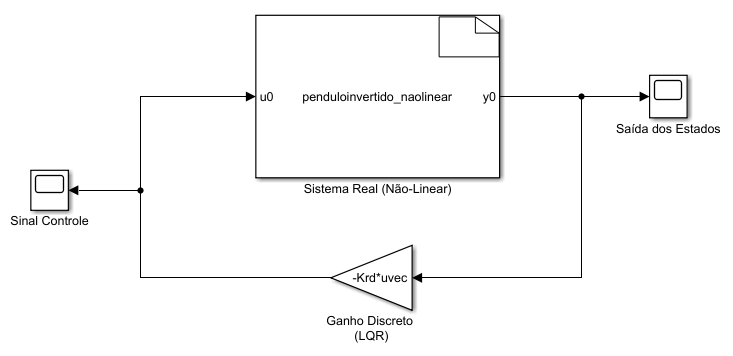 u0
penduloinvertido_naolinear
y0
Saída dos Estados
Sistema Real (Não-Linear)
Sinal Controle
-Krd*uvec
Ganho Discreto
(LQR)